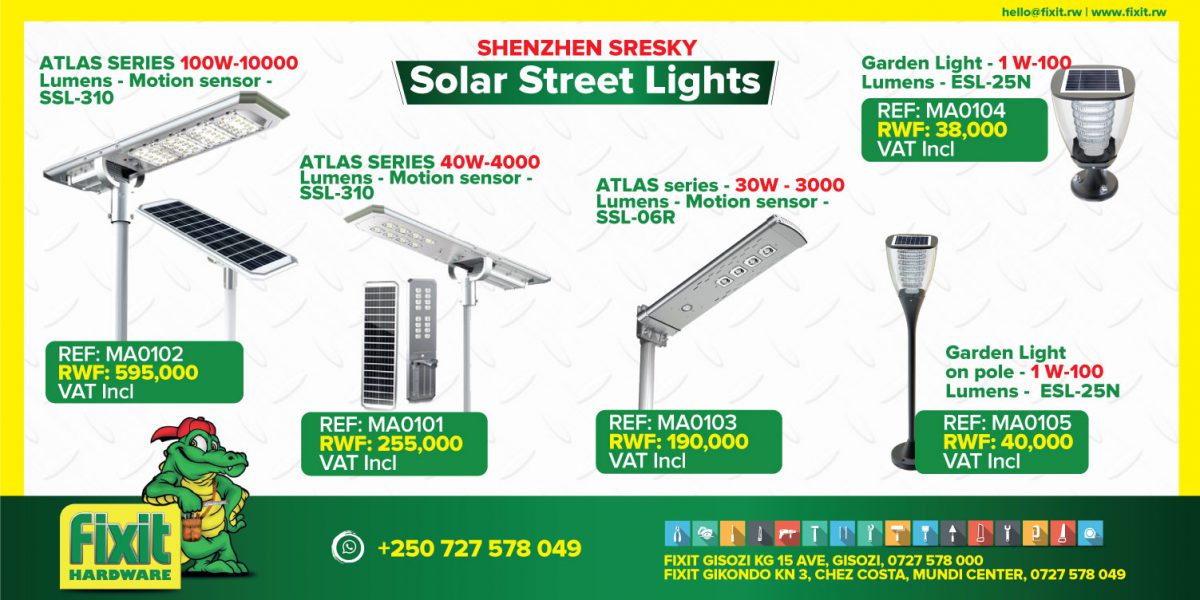 hello@fixit.rw | www.fixit.rw
SHENZHEN SRESKY
Solar Street Lights
ATLAS SERIES 100W-10000
Lumens - Motion sensor -
SSL-310
REF: MA0102
RWF: 595,000
VAT Incl
ATLAS SERIES 40W-4000
Lumens - Motion sensor -
SSL-310
REF: MA0101
RWF: 255,000
VAT Incl
ATLAS series - 30W - 3000
Lumens - Motion sensor -
SSL-06R
REF: MA0103
RWF: 190,000
VAT Incl
Garden Light - 1 W-100
Lumens - ESL-25N
REF: MA0104
RWF: 38,000
VAT Incl
Garden Light
on pole - 1 W-100
Lumens - ESL-25N
REF: MA0105
RWF: 40,000
VAT Incl
Fixit
HARDWARE
+250 727 578 049
FIXIT GISOZI KG 15 AVE, GISOZI, 0727 578 000
FIXIT GIKONDO KN 3, CHEZ COSTA, MUNDI CENTER, 0727 578 049